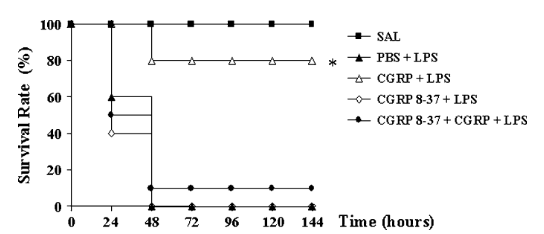 100
80
60
40
20
0
Survival Rate (%)
0 24 48 72 96 120 144
Time (hours)
*
SAL
PBS + LPS
CGRP + LPS
CGRP 8-37 + LPS
CGRP 8-37 + CGRP + LPS